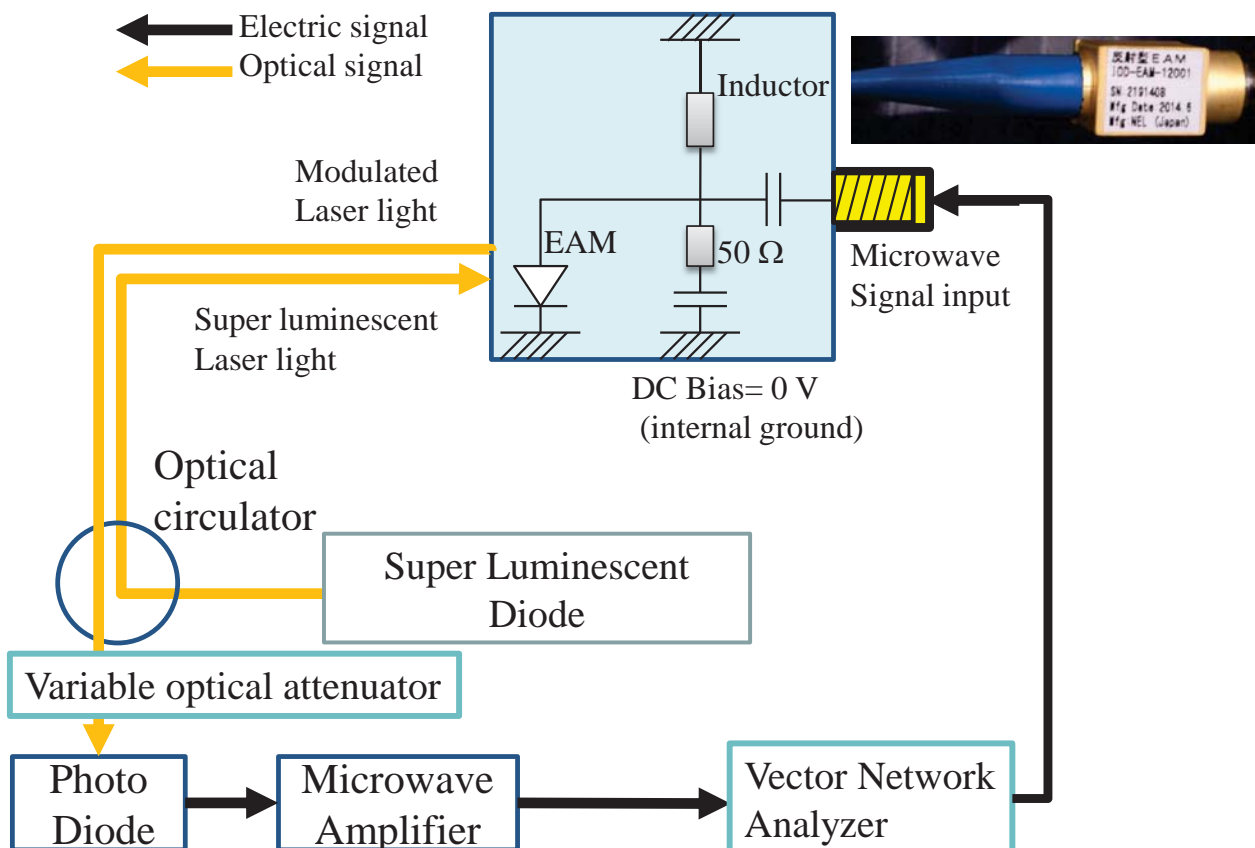 Electric signal
Optical signal
Inductor
反射型EAM
IOD-EAM-12001
SN 2191408
Mfg Date 2014.6
Mfg NEL (Japan)
Modulated
Laser light
EAM
50 Ω
Microwave
Signal input
Super luminescent
Laser light
DC Bias= 0 V
(internal ground)
Optical
circulator
Super Luminescent
Diode
Variable optical attenuator
Photo
Diode
Microwave
Amplifier
Vector Network
Analyzer